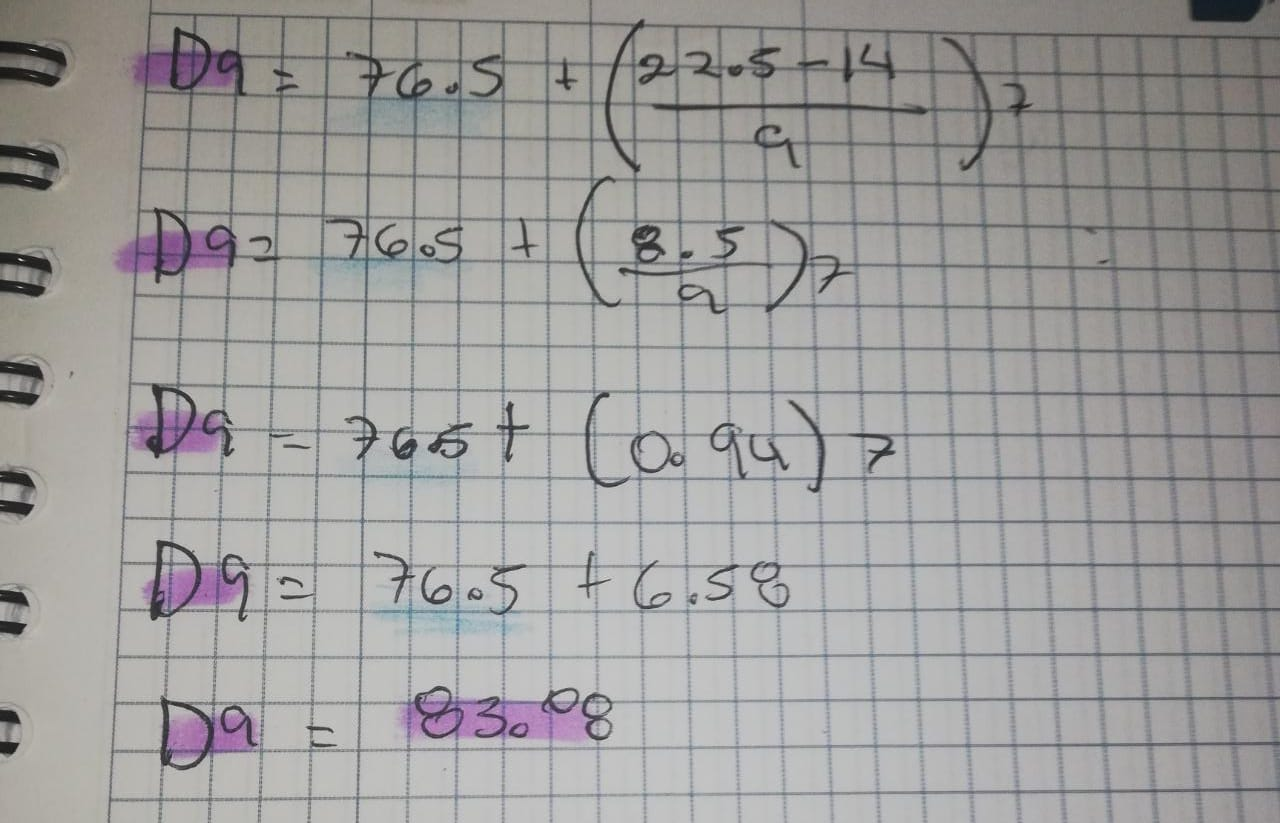 D9 = 76.5 + (22.5-14 / 9) 7
D9 = 76.5 + (8.5 / 9) 7
D9 = 76.5 + (0.94) 7
D9 = 76.5 + 6.58
D9 = 83.08